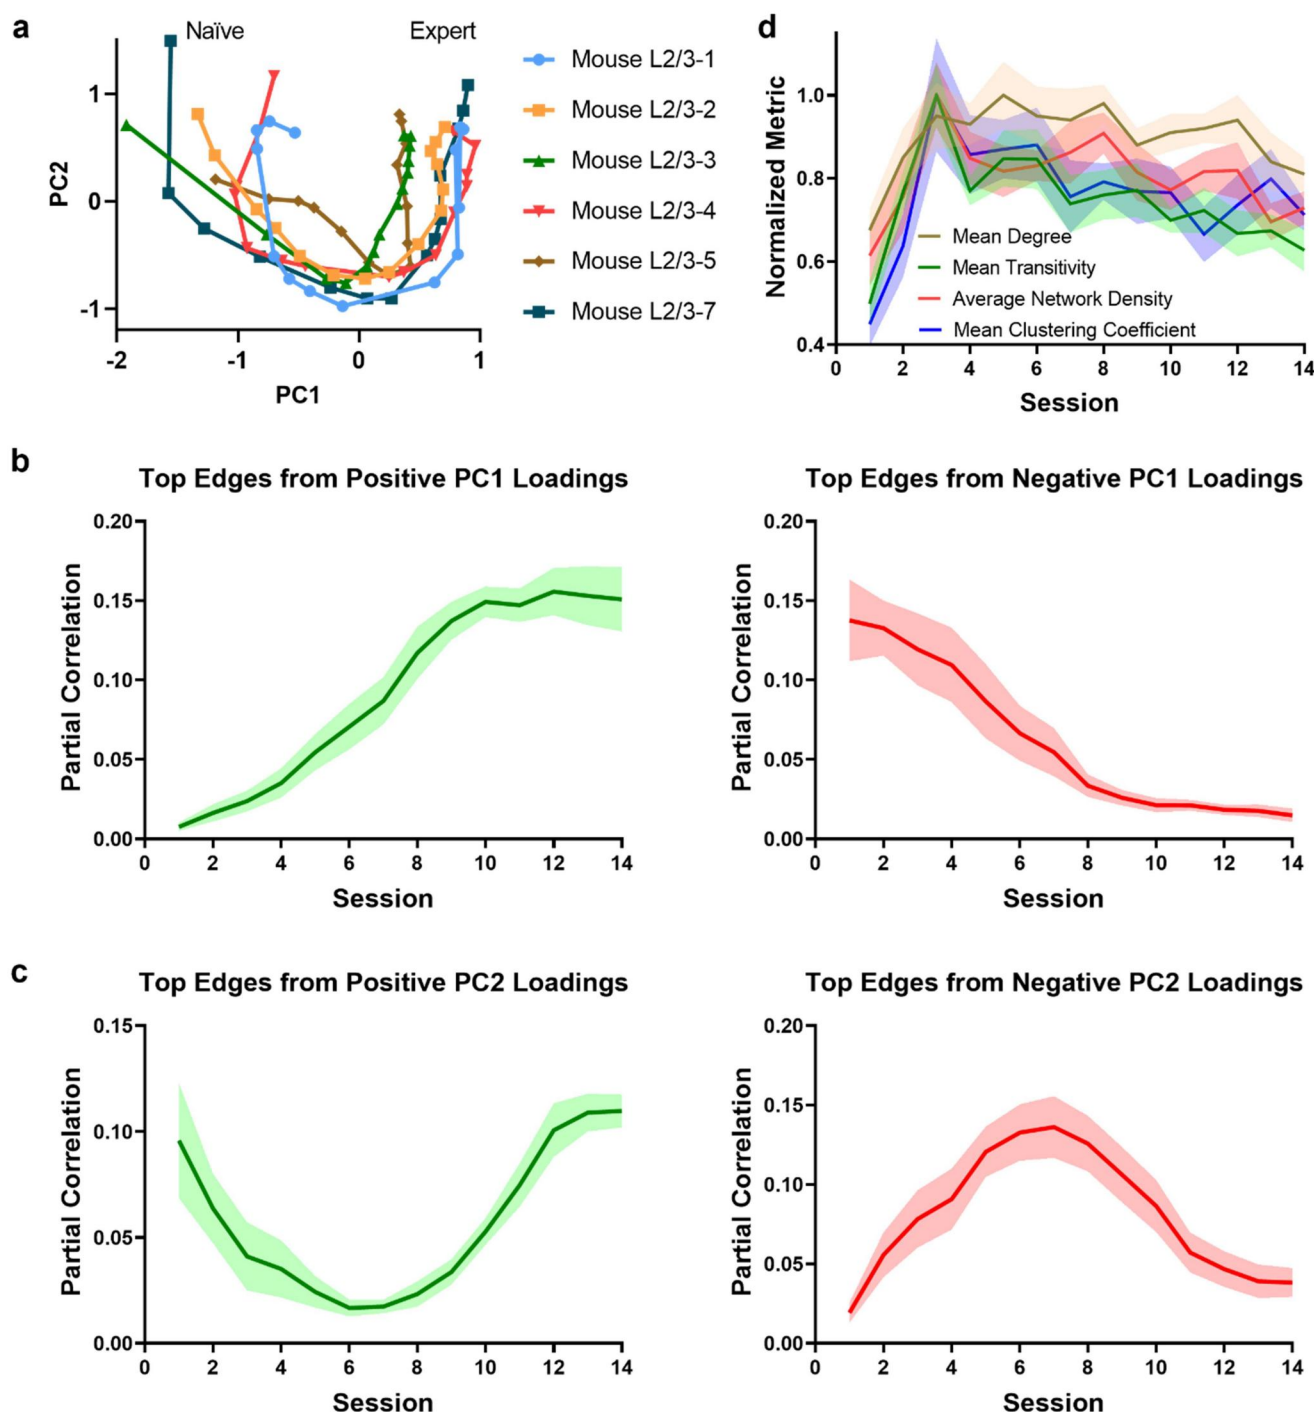 a
Naïve
Expert
PC2
1
0
-1
-2
-1
0
1
PC1
Mouse L2/3-1
Mouse L2/3-2
Mouse L2/3-3
Mouse L2/3-4
Mouse L2/3-5
Mouse L2/3-7
d
Normalized Metric
1.0
0.8
0.6
0.4
Mean Degree
Mean Transitivity
Average Network Density
Mean Clustering Coefficient
0 2 4 6 8 10 12 14
Session
b
Top Edges from Positive PC1 Loadings
Partial Correlation
0.20
0.15
0.10
0.05
0.00
0 2 4 6 8 10 12 14
Session
Top Edges from Negative PC1 Loadings
Partial Correlation
0.20
0.15
0.10
0.05
0.00
0 2 4 6 8 10 12 14
Session
c
Top Edges from Positive PC2 Loadings
Partial Correlation
0.15
0.10
0.05
0.00
0 2 4 6 8 10 12 14
Session
Top Edges from Negative PC2 Loadings
Partial Correlation
0.20
0.15
0.10
0.05
0.00
0 2 4 6 8 10 12 14
Session